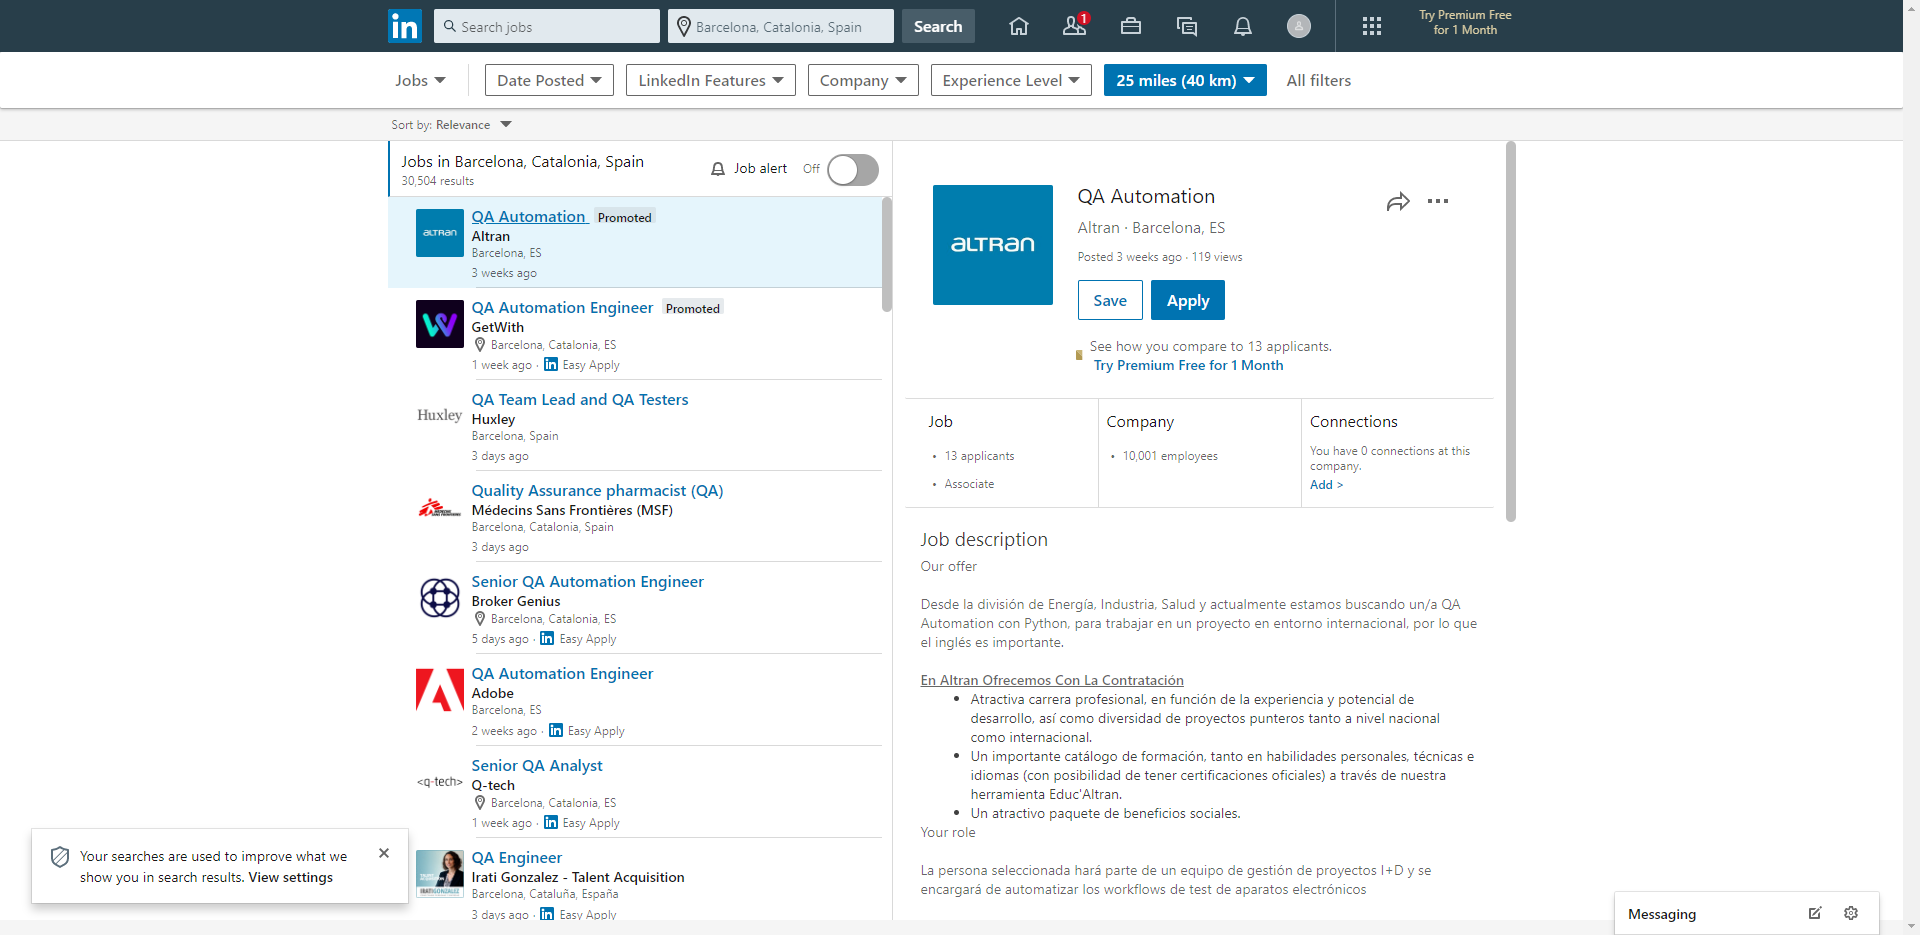 in
Search jobs
Barcelona, Catalonia, Spain
Search
1
Try Premium Free
for 1 Month
Jobs
Date Posted
LinkedIn Features
Company
Experience Level
25 miles (40 km)
All filters
Sort by: Relevance
Jobs in Barcelona, Catalonia, Spain
30,504 results
Job alert
Off
ALTRAN
QA Automation Promoted
Altran
Barcelona, ES
3 weeks ago
QA Automation Engineer Promoted
GetWith
Barcelona, Catalonia, ES
1 week ago · in Easy Apply
Huxley
QA Team Lead and QA Testers
Huxley
Barcelona, Spain
3 days ago
Quality Assurance pharmacist (QA)
Médecins Sans Frontières (MSF)
Barcelona, Catalonia, Spain
3 days ago
Senior QA Automation Engineer
Broker Genius
Barcelona, Catalonia, ES
5 days ago · in Easy Apply
QA Automation Engineer
Adobe
Barcelona, ES
2 weeks ago · in Easy Apply
<q-tech>
Senior QA Analyst
Q-tech
Barcelona, Catalonia, ES
1 week ago · in Easy Apply
QA Engineer
Irati Gonzalez - Talent Acquisition
Barcelona, Cataluña, España
3 days ago · in Easy Apply
ALTRAN
QA Automation
Altran · Barcelona, ES
Posted 3 weeks ago · 119 views
Save
Apply
See how you compare to 13 applicants.
Try Premium Free for 1 Month
Job
• 13 applicants
• Associate
Company
• 10,001 employees
Connections
You have 0 connections at this
company.
Add >
Job description
Our offer
Desde la división de Energía, Industria, Salud y actualmente estamos buscando un/a QA
Automation con Python, para trabajar en un proyecto en entorno internacional, por lo que
el inglés es importante.
En Altran Ofrecemos Con La Contratación
• Atractiva carrera profesional, en función de la experiencia y potencial de
desarrollo, así como diversidad de proyectos punteros tanto a nivel nacional
como internacional.
• Un importante catálogo de formación, tanto en habilidades personales, técnicas e
idiomas (con posibilidad de tener certificaciones oficiales) a través de nuestra
herramienta Educ'Altran.
• Un atractivo paquete de beneficios sociales.
Your role
La persona seleccionada hará parte de un equipo de gestión de proyectos I+D y se
encargará de automatizar los workflows de test de aparatos electrónicos
Your searches are used to improve what we
show you in search results. View settings
Messaging